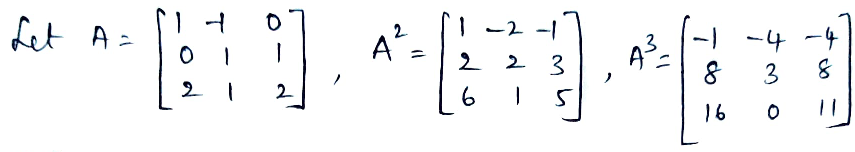 Let A = [1 -1 0; 0 1 1; 2 1 2], A² = [1 -2 -1; 2 2 3; 6 1 5], A³ = [-1 -4 -4; 8 3 8; 16 0 11]